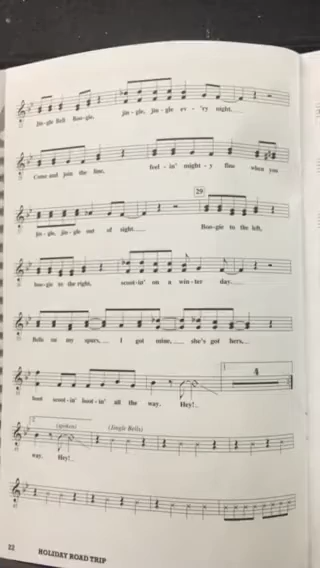 Jin-gle Bell Boo-gie, jin-gle, jin-gle ev-'ry night.
Come and join the fun, feel-in' might-y fine when you
jin-gle, jin-gle out of sight.
29
Boo-gie to the left,
boo-gie to the right, scoot-in' on a win-ter day.
my spurs, I got mine, she's got hers,
boot scoot-in' boot-in' all the way. Hey!
1.
4
2.
(spoken) (Jingle Bells)
way. Hey!
22 HOLIDAY ROAD TRIP